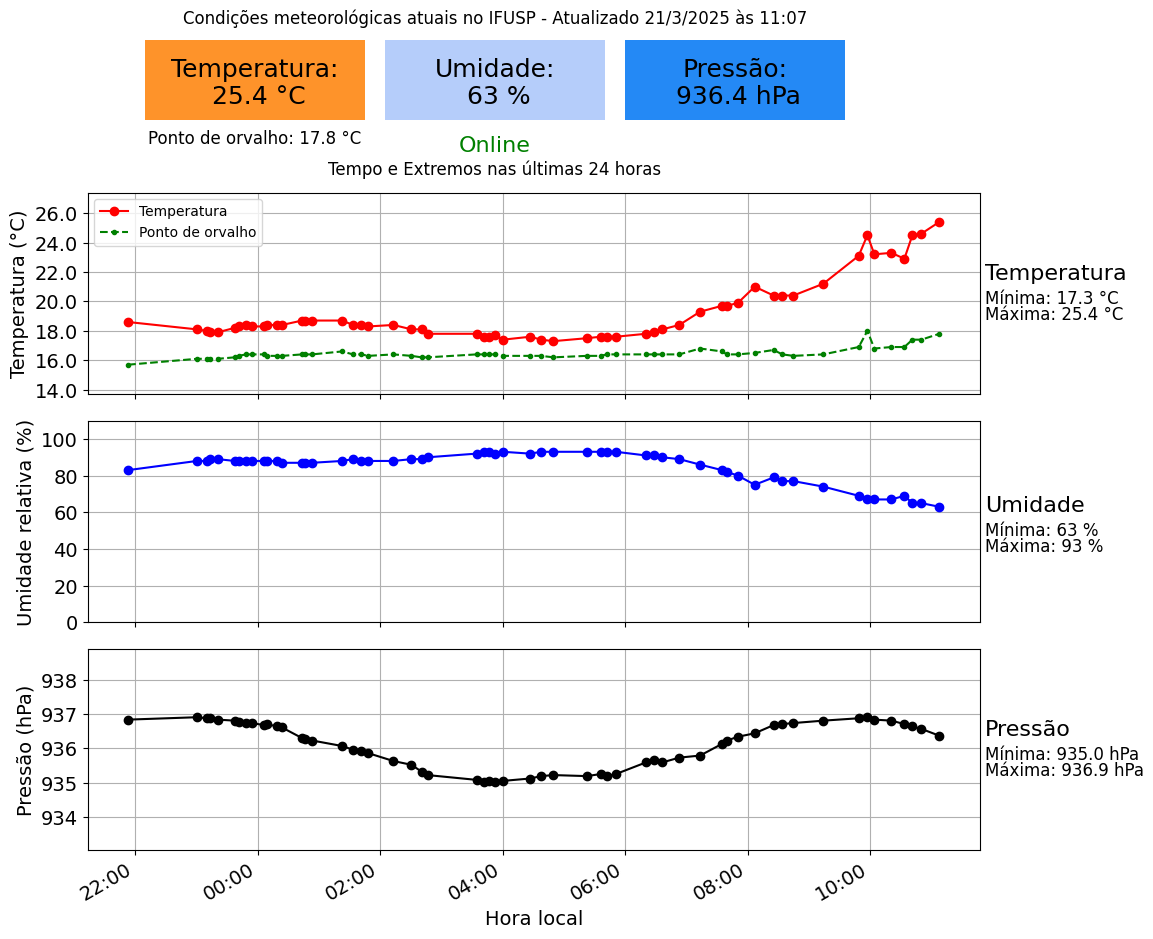 Condições meteorológicas atuais no IFUSP - Atualizado 21/3/2025 às 11:07
Temperatura:
25.4 °C
Umidade:
63 %
Pressão:
936.4 hPa
Ponto de orvalho: 17.8 °C
Online
Tempo e Extremos nas últimas 24 horas
Temperatura (°C)
26.0
24.0
22.0
20.0
18.0
16.0
14.0
Temperatura
Ponto de orvalho
Temperatura
Mínima: 17.3 °C
Máxima: 25.4 °C
Umidade relativa (%)
100
80
60
40
20
0
Umidade
Mínima: 63 %
Máxima: 93 %
Pressão (hPa)
938
937
936
935
934
Pressão
Mínima: 935.0 hPa
Máxima: 936.9 hPa
22:00
00:00
02:00
04:00
06:00
08:00
10:00
Hora local